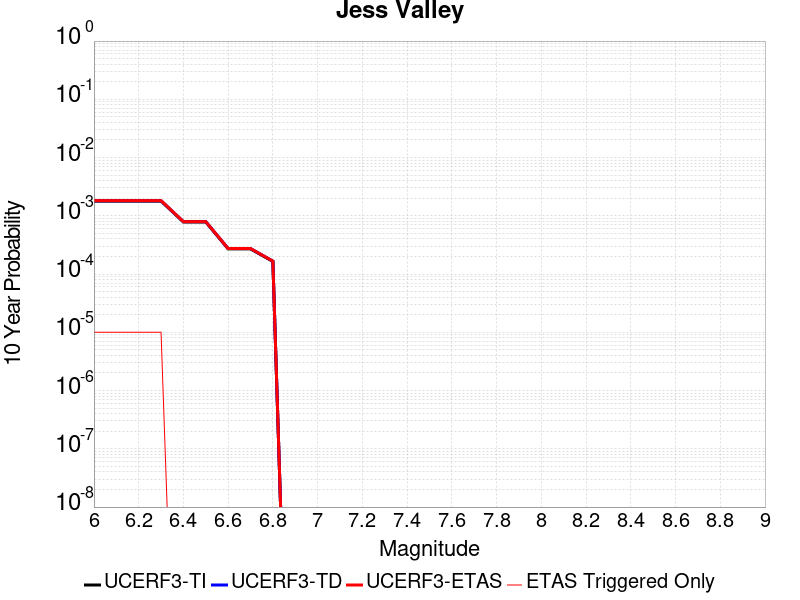 Jess Valley
10 0
10 -1
10 -2
10 -3
10 -4
10 -5
10 -6
10 -7
10 -8
10 Year Probability
6 6.2 6.4 6.6 6.8 7 7.2 7.4 7.6 7.8 8 8.2 8.4 8.6 8.8 9
Magnitude
UCERF3-TI UCERF3-TD UCERF3-ETAS ETAS Triggered Only